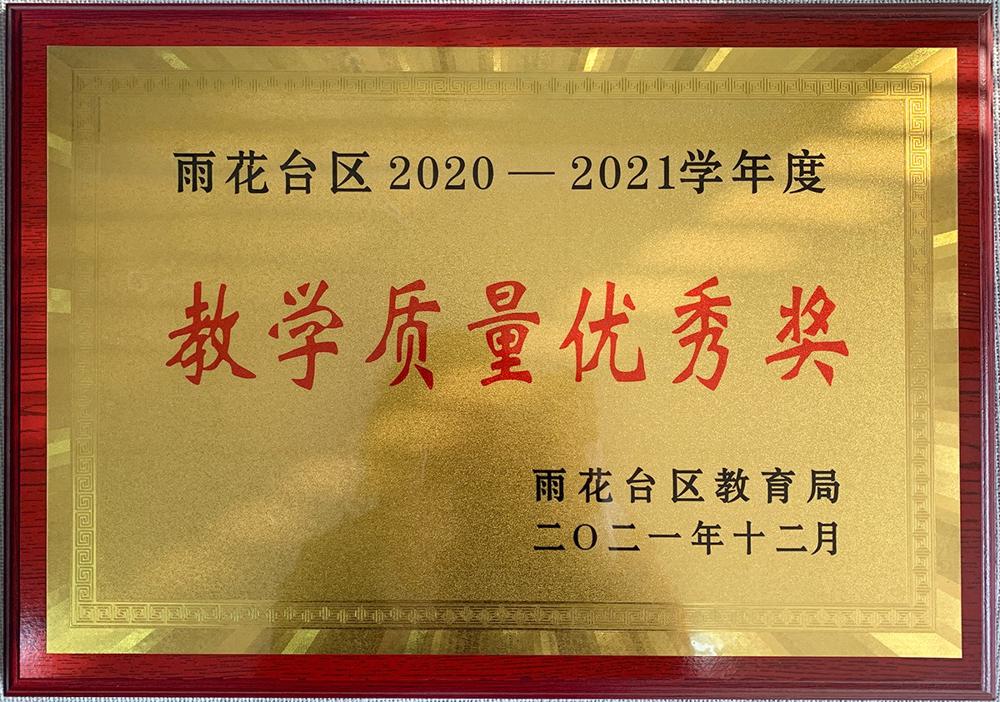 雨花台区 2020 — 2021学年度
教学质量优秀奖
雨花台区教育局
二〇二一年十二月